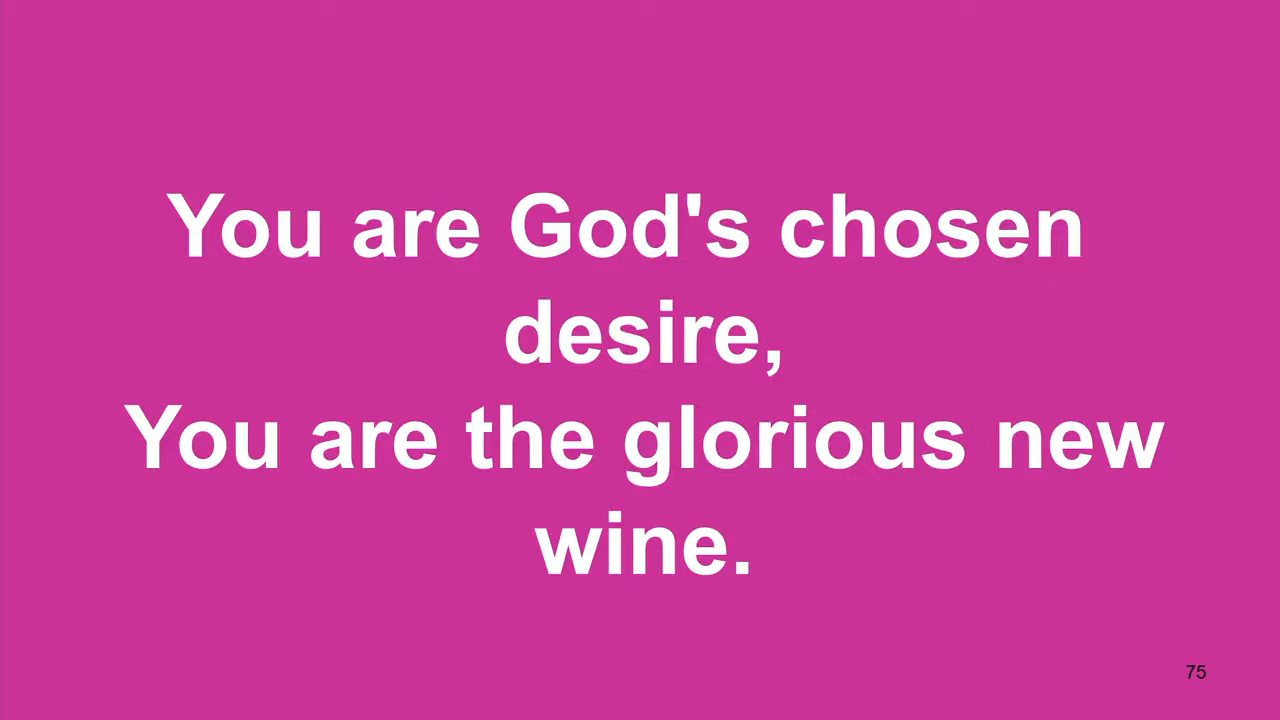 You are God's chosen
desire,
You are the glorious new
wine.
75